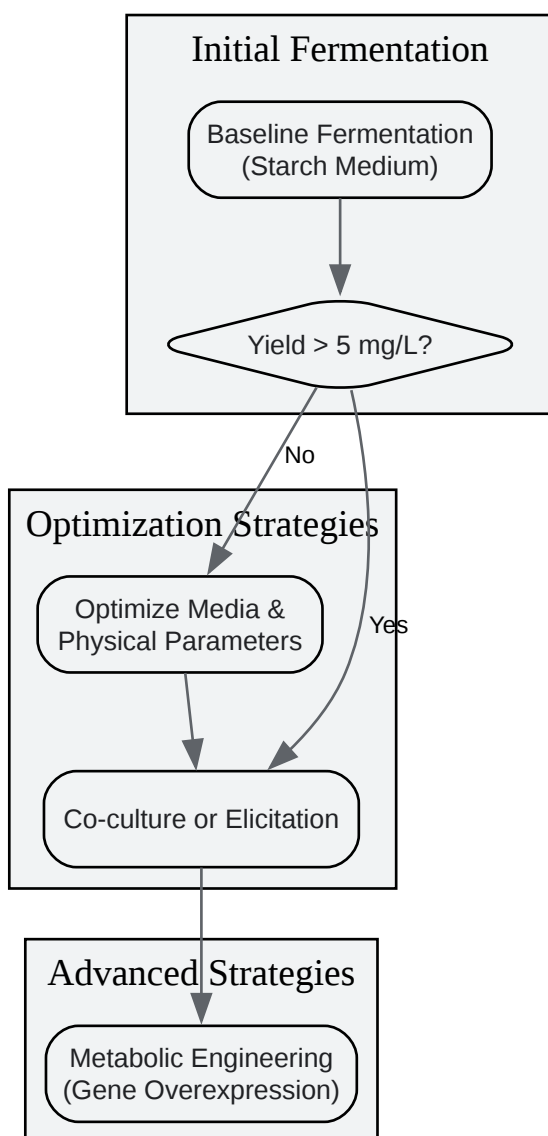 Initial Fermentation
Baseline Fermentation
(Starch Medium)
Yield > 5 mg/L?
No
Optimization Strategies
Optimize Media &
Physical Parameters
Yes
Co-culture or Elicitation
Advanced Strategies
Metabolic Engineering
(Gene Overexpression)